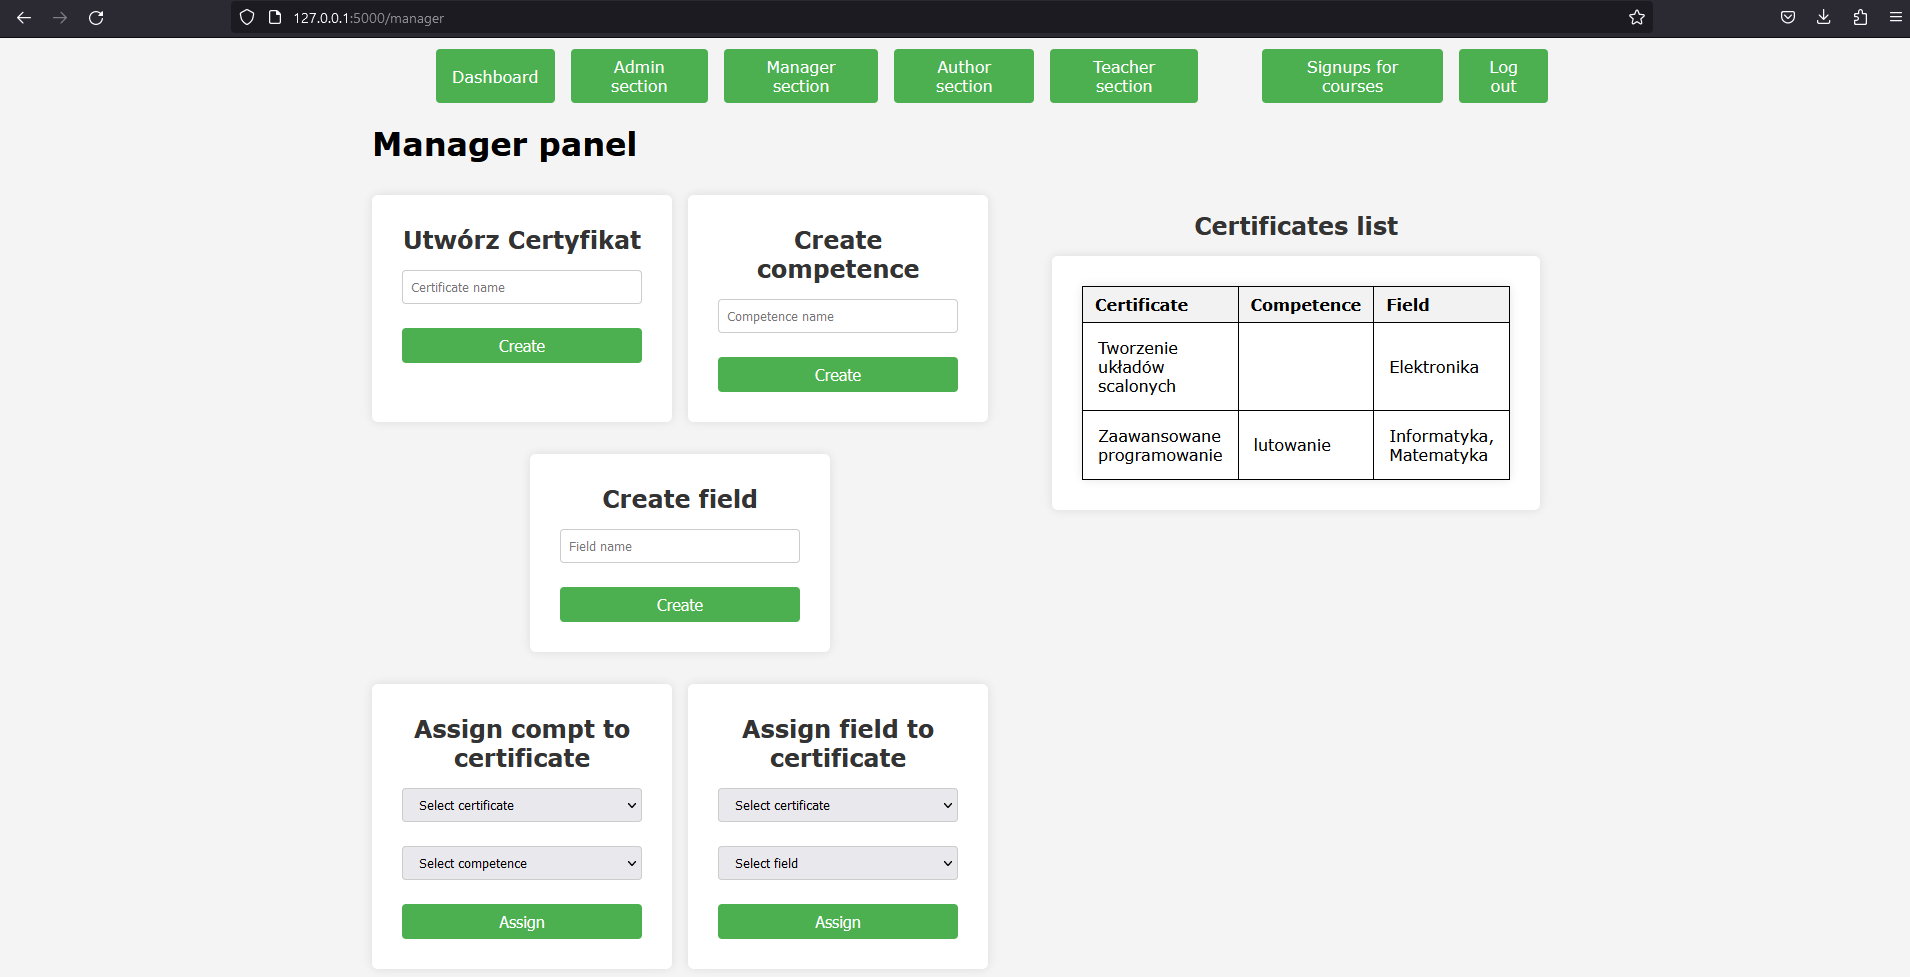 127.0.0.1:5000/manager
Dashboard
Admin
section
Manager
section
Author
section
Teacher
section
Signups for
courses
Log
out
Manager panel
Utwórz Certyfikat
Certificate name
Create
Create
competence
Competence name
Create
Create field
Field name
Create
Assign compt to
certificate
Select certificate
Select competence
Assign
Assign field to
certificate
Select certificate
Select field
Assign
Certificates list
Certificate Competence Field
Tworzenie
układów
scalonych
Elektronika
Zaawansowane
programowanie
lutowanie
Informatyka,
Matematyka